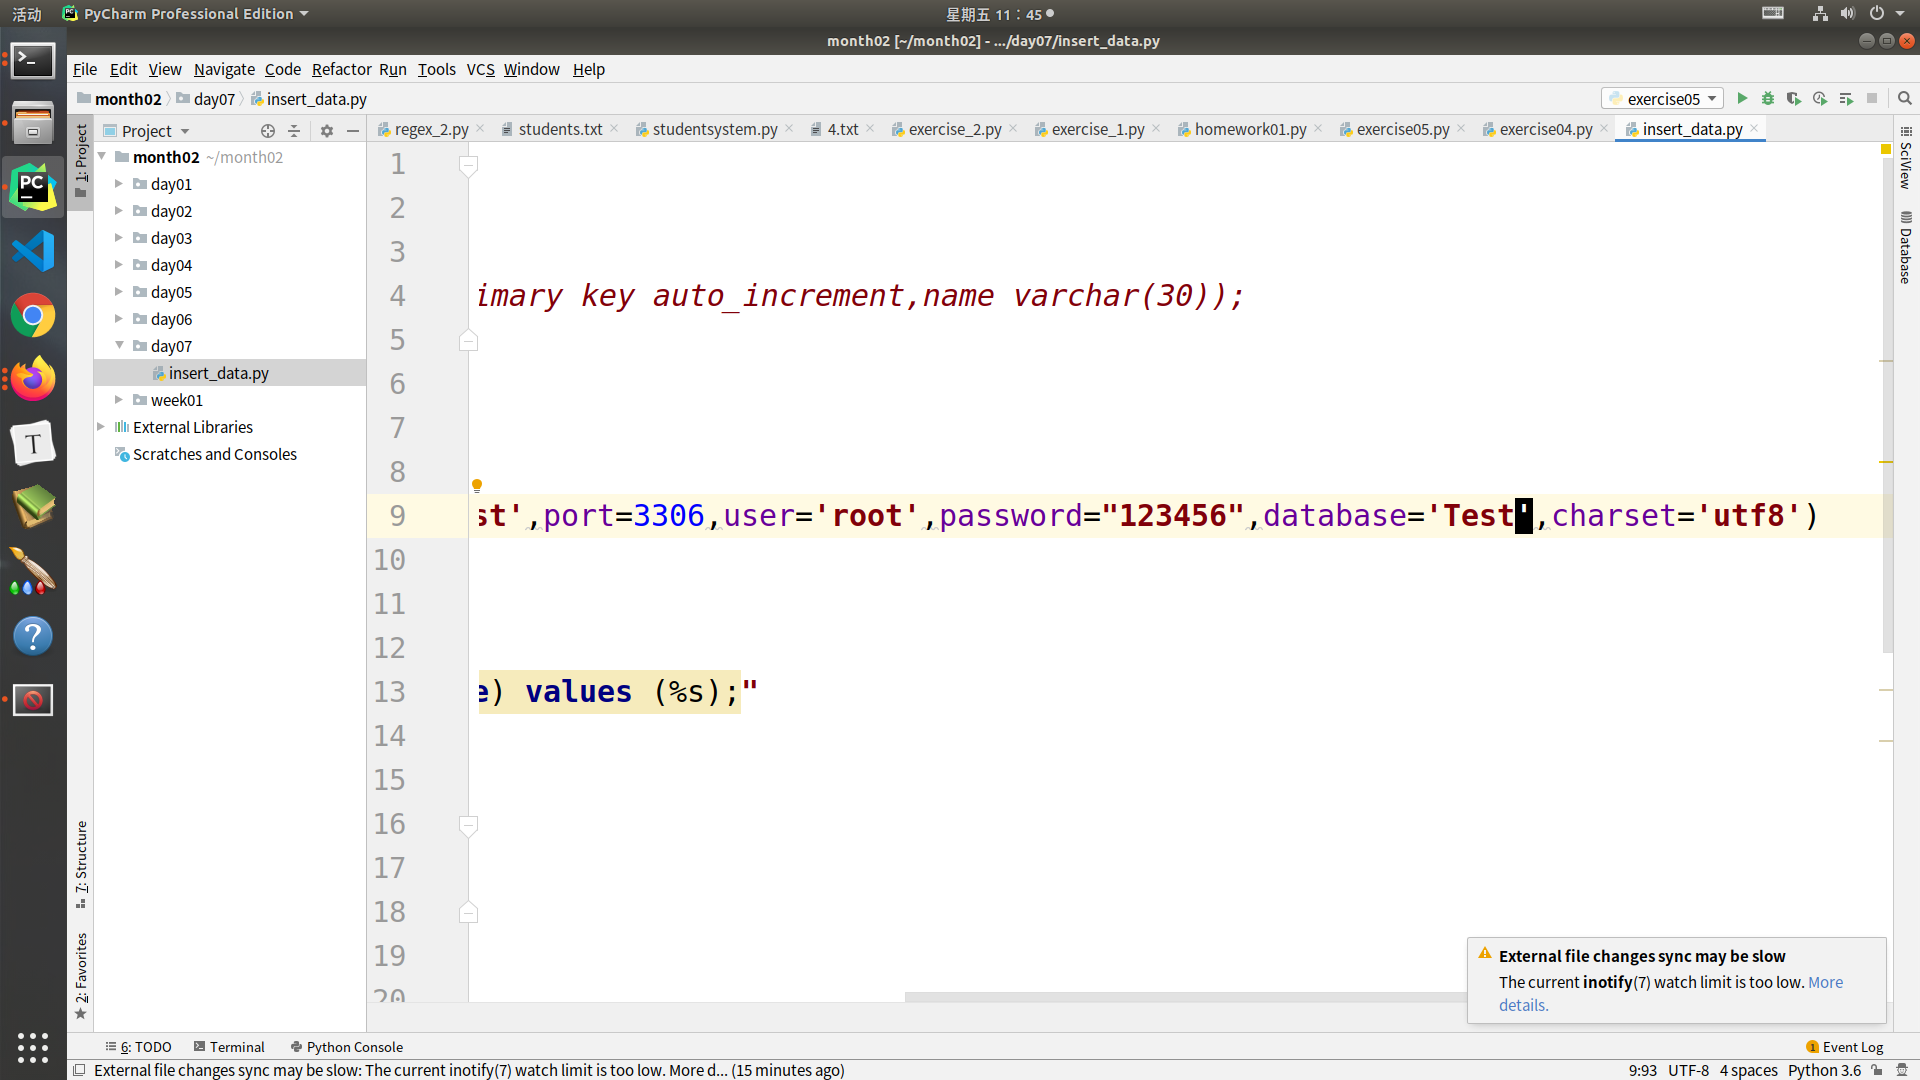 活动
PyCharm Professional Edition
星期五 11：45
month02 [~/month02] - .../day07/insert_data.py
File Edit View Navigate Code Refactor Run Tools VCS Window Help
month02 day07 insert_data.py
exercise05
Project
regex_2.py students.txt studentsystem.py 4.txt exercise_2.py exercise_1.py homework01.py exercise05.py exercise04.py insert_data.py
1: Project
month02 ~/month02
day01
day02
day03
day04
day05
day06
day07
insert_data.py
week01
External Libraries
Scratches and Consoles
7: Structure
2: Favorites
1
2
3
4 imary key auto_increment,name varchar(30));
5
6
7
8
9 st',port=3306,user='root',password="123456",database='Test',charset='utf8')
10
11
12
13 e) values (%s);"
14
15
16
17
18
19
20
SciView
Database
External file changes sync may be slow
The current inotify(7) watch limit is too low. More
details.
6: TODO Terminal Python Console
1 Event Log
External file changes sync may be slow: The current inotify(7) watch limit is too low. More d... (15 minutes ago)
9:93 UTF-8 4 spaces Python 3.6
PC
T
?